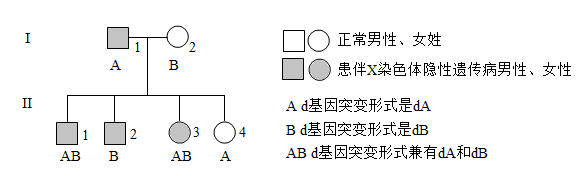 I
1
2
A
B
II
1
2
3
4
AB
B
AB
A
正常男性、女姓
患伴X染色体隐性遗传病男性、女性
A d基因突变形式是dA
B d基因突变形式是dB
AB d基因突变形式兼有dA和dB